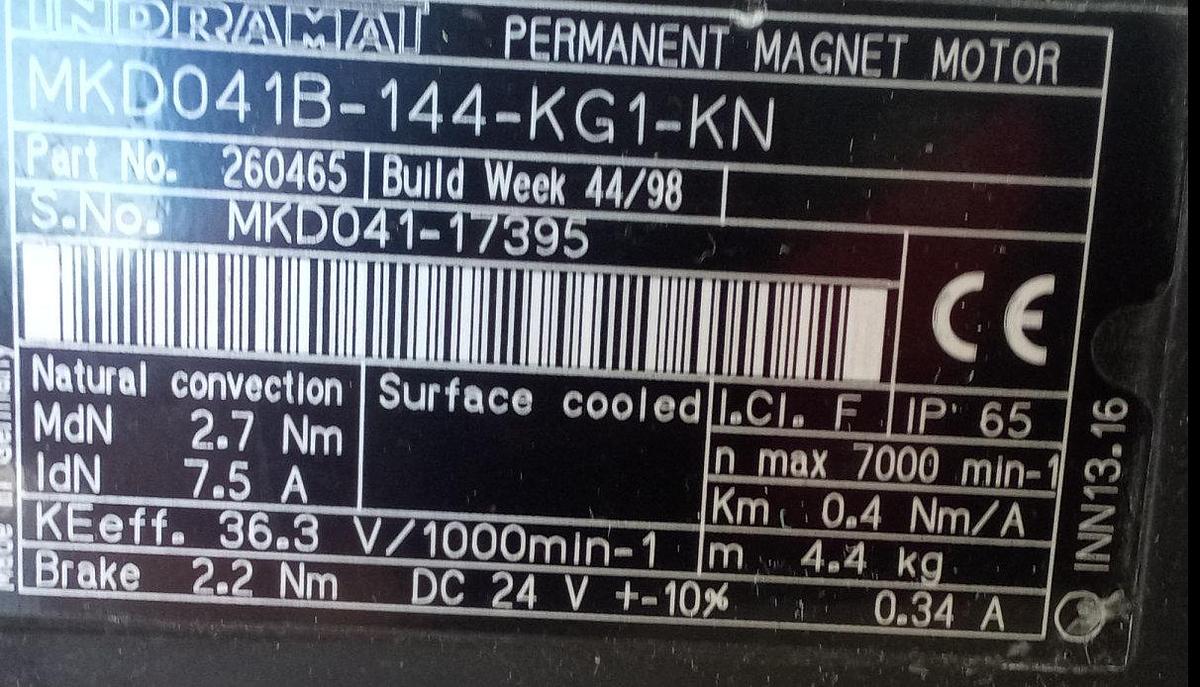 INDRAMAT PERMANENT MAGNET MOTOR
MKD041B-144-KG1-KN
Part No. 260465 Build Week 44/98
S.No. MKD041-17395
CE
Natural convection Surface cooled I.Cl. F IP 65
MdN 2.7 Nm n max 7000 min-1
IdN 7.5 A Km 0.4 Nm/A
KEeff. 36.3 V/1000min-1 m 4.4 kg
Brake 2.2 Nm DC 24 V +-10% 0.34 A
INN13.16
Made in Germany